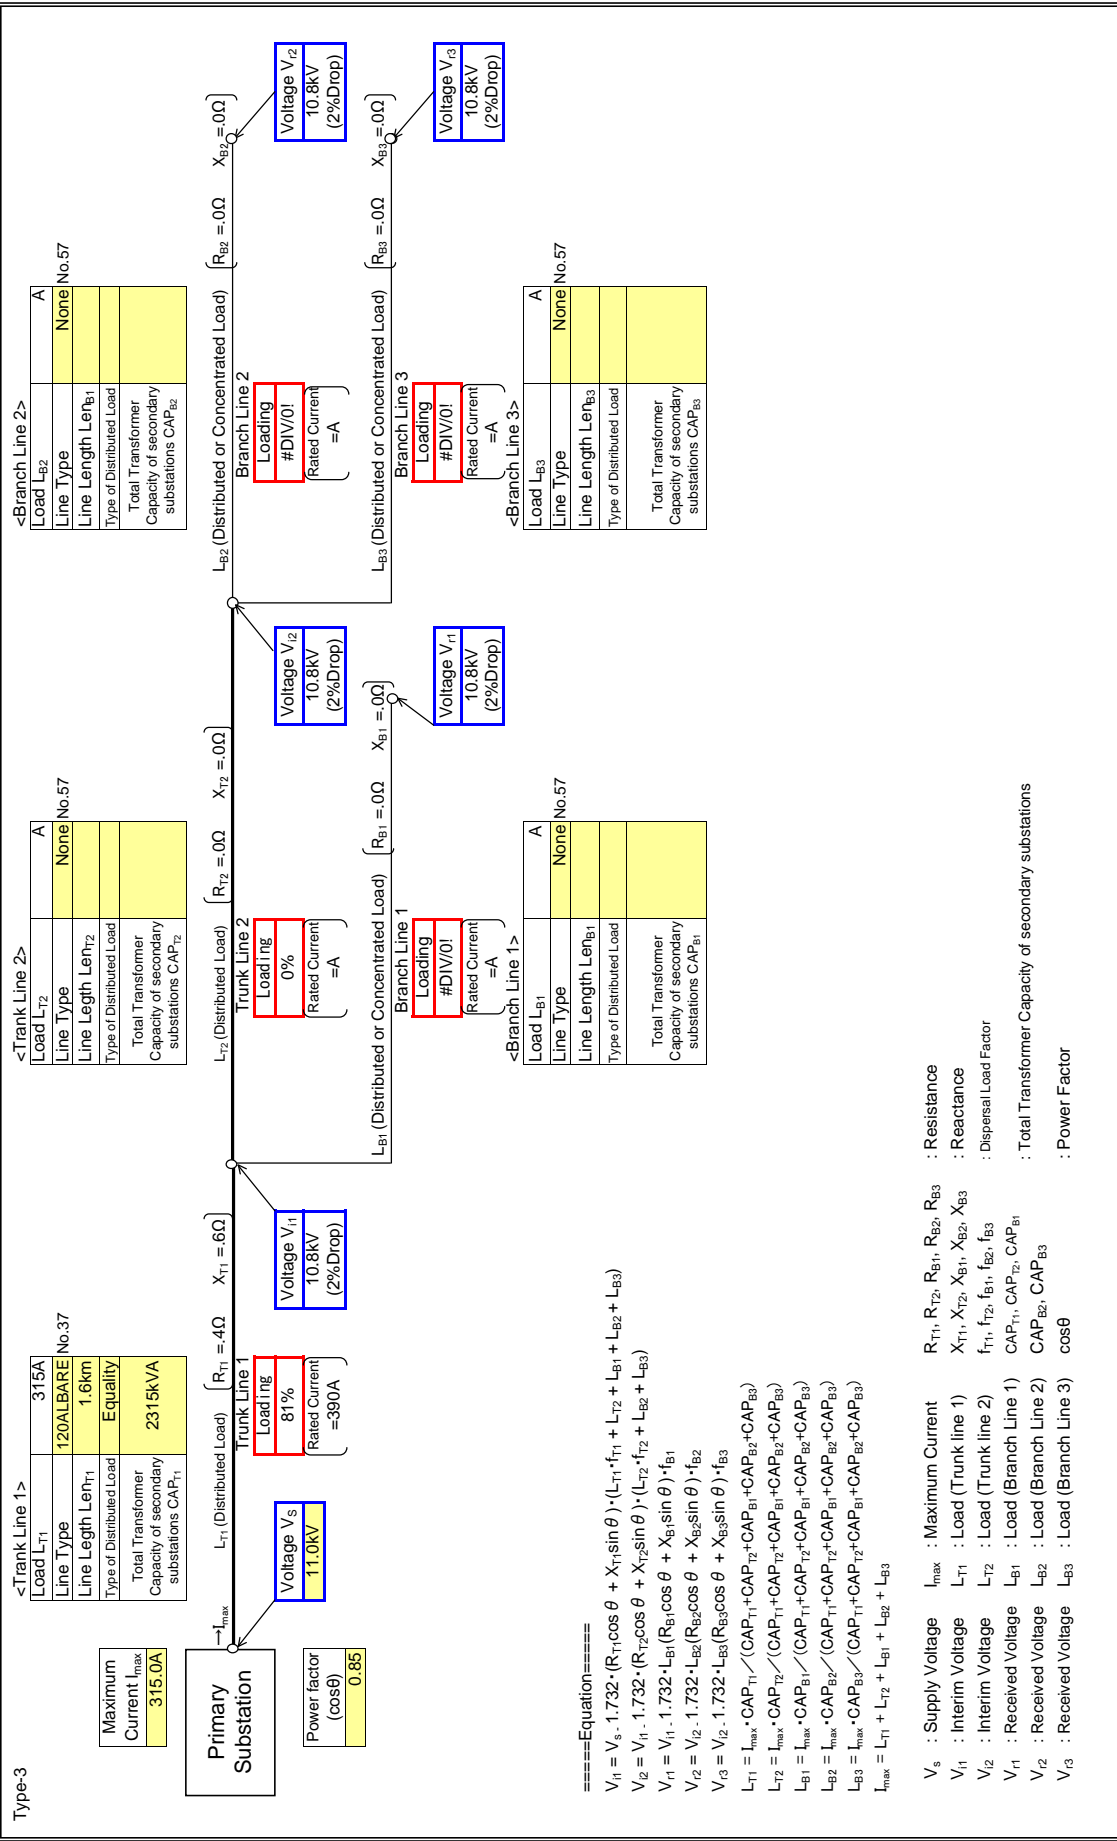 Type-3
<Trank Line 1>
Load LT1 315A
Line Type 120ALBARE No.37
Line Legth LenT1 1.6km
Type of Distributed Load Equality
Total Transformer Capacity of secondary substations CAPT1 2315kVA
<Trank Line 2>
Load LT2 A
Line Type None No.57
Line Legth LenT2
Type of Distributed Load
Total Transformer Capacity of secondary substations CAPT2
<Branch Line 2>
Load LB2 A
Line Type None No.57
Line Length LenB1
Type of Distributed Load
Total Transformer Capacity of secondary substations CAPB2
Maximum
Current Imax
315.0A
Primary
Substation
→Imax
Power factor
(cosθ)
0.85
Voltage VS
11.0kV
LT1 (Distributed Load) RT1 =.4Ω XT1 =.6Ω
Trunk Line 1
Loading
81%
Rated Current
=390A
Voltage Vi1
10.8kV
(2%Drop)
LT2 (Distributed Load) RT2 =.0Ω XT2 =.0Ω
Trunk Line 2
Loading
0%
Rated Current
=A
Voltage Vi2
10.8kV
(2%Drop)
LB2 (Distributed or Concentrated Load) RB2 =.0Ω XB2 =.0Ω
Branch Line 2
Loading
#DIV/0!
Rated Current
=A
Voltage Vr2
10.8kV
(2%Drop)
LB1 (Distributed or Concentrated Load) RB1 =.0Ω XB1 =.0Ω
Branch Line 1
Loading
#DIV/0!
Rated Current
=A
Voltage Vr1
10.8kV
(2%Drop)
LB3 (Distributed or Concentrated Load) RB3 =.0Ω XB3 =.0Ω
Branch Line 3
Loading
#DIV/0!
Rated Current
=A
Voltage Vr3
10.8kV
(2%Drop)
<Branch Line 1>
Load LB1 A
Line Type None No.57
Line Length LenB1
Type of Distributed Load
Total Transformer Capacity of secondary substations CAPB1
<Branch Line 3>
Load LB3 A
Line Type None No.57
Line Length LenB3
Type of Distributed Load
Total Transformer Capacity of secondary substations CAPB3
=====Equation=====
Vi1 = Vs - 1.732・(RT1cos θ + XT1sin θ)・(LT1・fT1 + LT2 + LB1 + LB2 + LB3)
Vi2 = Vi1 - 1.732・(RT2cos θ + XT2sin θ)・(LT2・fT2 + LB2 + LB3)
Vr1 = Vi1 - 1.732・LB1(RB1cos θ + XB1sin θ)・fB1
Vr2 = Vi2 - 1.732・LB2(RB2cos θ + XB2sin θ)・fB2
Vr3 = Vi2 - 1.732・LB3(RB3cos θ + XB3sin θ)・fB3
LT1 = Imax・CAPT1／(CAPT1+CAPT2+CAPB1+CAPB2+CAPB3)
LT2 = Imax・CAPT2／(CAPT1+CAPT2+CAPB1+CAPB2+CAPB3)
LB1 = Imax・CAPB1／(CAPT1+CAPT2+CAPB1+CAPB2+CAPB3)
LB2 = Imax・CAPB2／(CAPT1+CAPT2+CAPB1+CAPB2+CAPB3)
LB3 = Imax・CAPB3／(CAPT1+CAPT2+CAPB1+CAPB2+CAPB3)
Imax = LT1 + LT2 + LB1 + LB2 + LB3
Vs : Supply Voltage Imax : Maximum Current RT1, RT2, RB1, RB2, RB3 : Resistance
Vi1 : Interim Voltage LT1 : Load (Trunk line 1) XT1, XT2, XB1, XB2, XB3 : Reactance
Vi2 : Interim Voltage LT2 : Load (Trunk line 2) fT1, fT2, fB1, fB2, fB3 : Dispersal Load Factor
Vr1 : Received Voltage LB1 : Load (Branch Line 1) CAPT1, CAPT2, CAPB1
Vr2 : Received Voltage LB2 : Load (Branch Line 2) CAPB2, CAPB3 : Total Transformer Capacity of secondary substations
Vr3 : Received Voltage LB3 : Load (Branch Line 3) cosθ : Power Factor